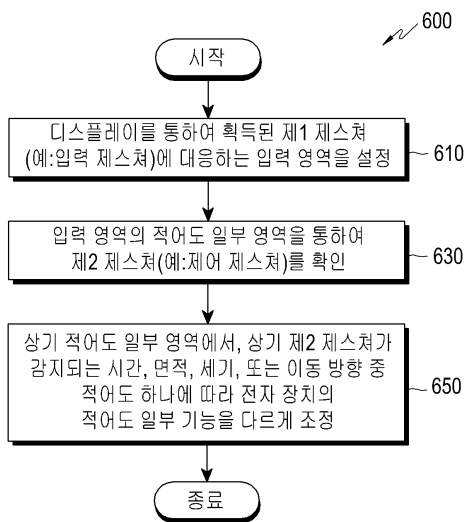 600
시작
디스플레이를 통하여 획득된 제1 제스쳐
(예:입력 제스쳐)에 대응하는 입력 영역을 설정
610
입력 영역의 적어도 일부 영역을 통하여
제2 제스쳐(예:제어 제스쳐)를 확인
630
상기 적어도 일부 영역에서, 상기 제2 제스쳐가
감지되는 시간, 면적, 세기, 또는 이동 방향 중
적어도 하나에 따라 전자 장치의
적어도 일부 기능을 다르게 조정
650
종료